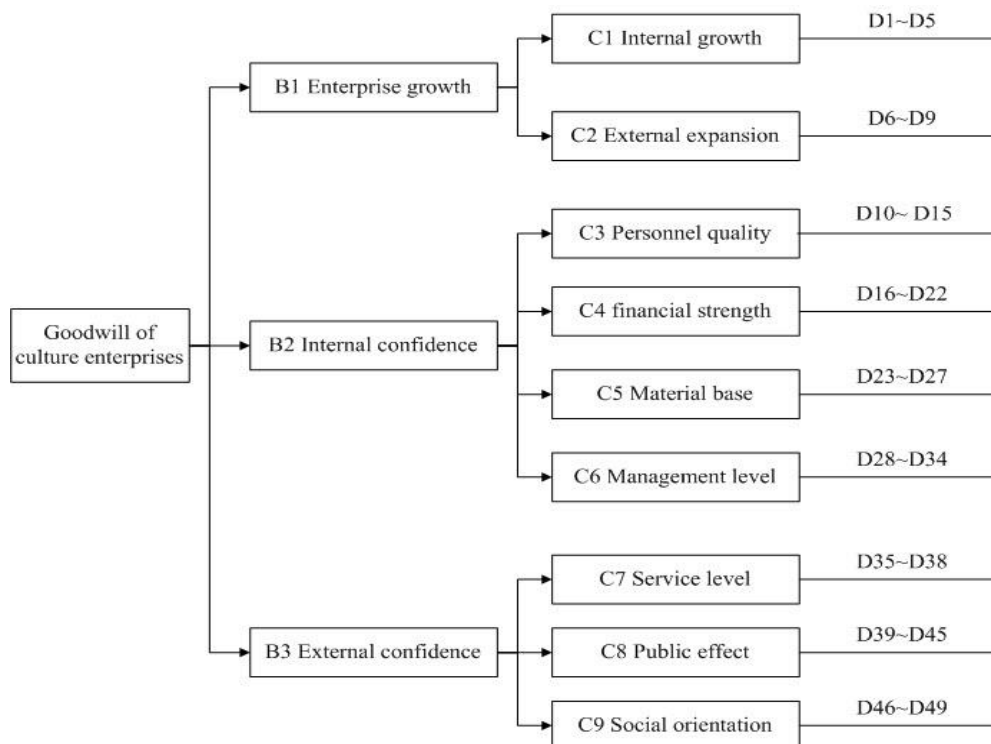 Goodwill of
culture enterprises
B1 Enterprise growth
C1 Internal growth
D1~D5
C2 External expansion
D6~D9
B2 Internal confidence
C3 Personnel quality
D10~ D15
C4 financial strength
D16~D22
C5 Material base
D23~D27
C6 Management level
D28~D34
B3 External confidence
C7 Service level
D35~D38
C8 Public effect
D39~D45
C9 Social orientation
D46~D49